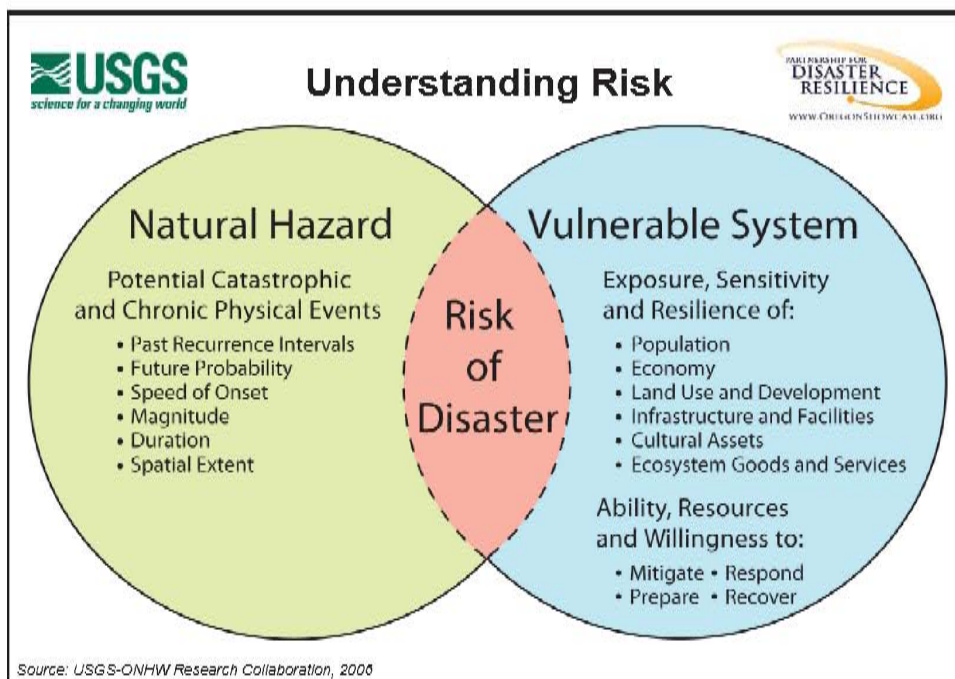 USGS
science for a changing world
Understanding Risk
PARTNERSHIP FOR
DISASTER
RESILIENCE
WWW.OREGONSHOWCASE.ORG
Natural Hazard
Potential Catastrophic
and Chronic Physical Events
• Past Recurrence Intervals
• Future Probability
• Speed of Onset
• Magnitude
• Duration
• Spatial Extent
Risk
of
Disaster
Vulnerable System
Exposure, Sensitivity
and Resilience of:
• Population
• Economy
• Land Use and Development
• Infrastructure and Facilities
• Cultural Assets
• Ecosystem Goods and Services
Ability, Resources
and Willingness to:
• Mitigate • Respond
• Prepare • Recover
Source: USGS-ONHW Research Collaboration, 2006